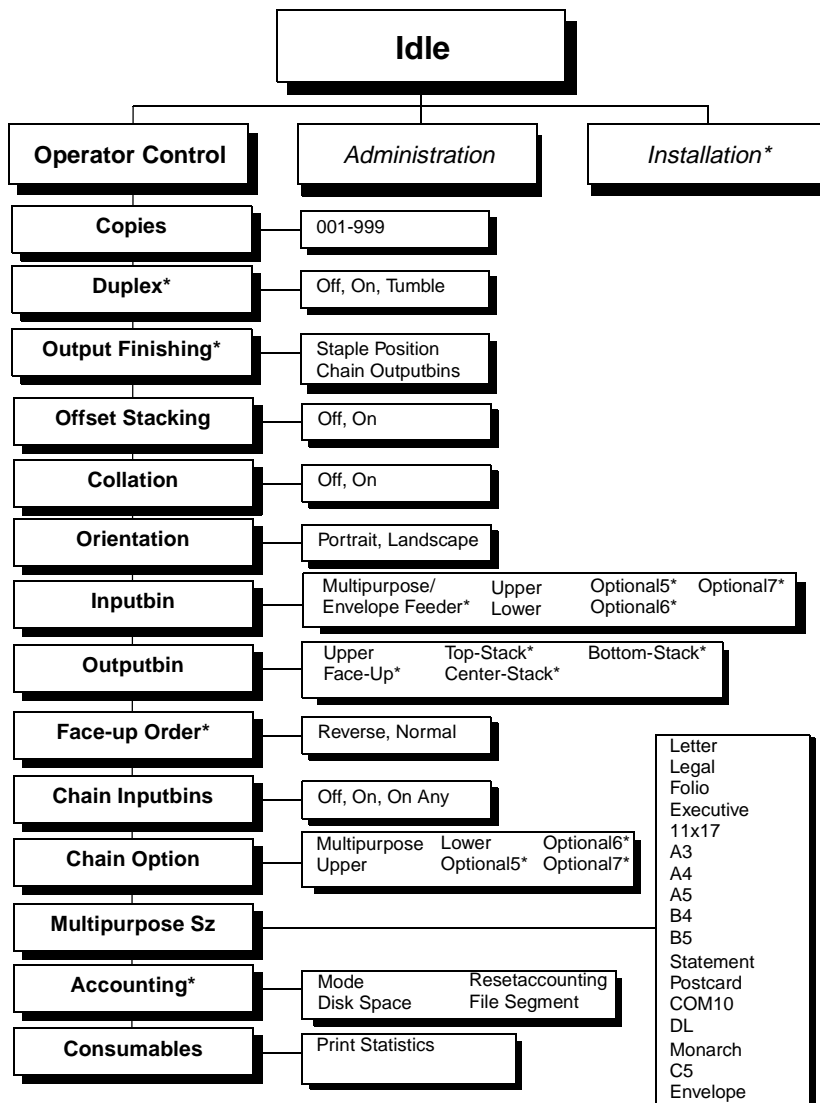 Idle
Operator Control
Administration
Installation*
Copies
001-999
Duplex*
Off, On, Tumble
Output Finishing*
Staple Position
Chain Outputbins
Offset Stacking
Off, On
Collation
Off, On
Orientation
Portrait, Landscape
Inputbin
Multipurpose/ Upper Optional5* Optional7*
Envelope Feeder* Lower Optional6*
Outputbin
Upper Top-Stack* Bottom-Stack*
Face-Up* Center-Stack*
Face-up Order*
Reverse, Normal
Chain Inputbins
Off, On, On Any
Chain Option
Multipurpose Lower Optional6*
Upper Optional5* Optional7*
Multipurpose Sz
Letter
Legal
Folio
Executive
11x17
A3
A4
A5
B4
B5
Statement
Postcard
COM10
DL
Monarch
C5
Envelope
Accounting*
Mode Resetaccounting
Disk Space File Segment
Consumables
Print Statistics